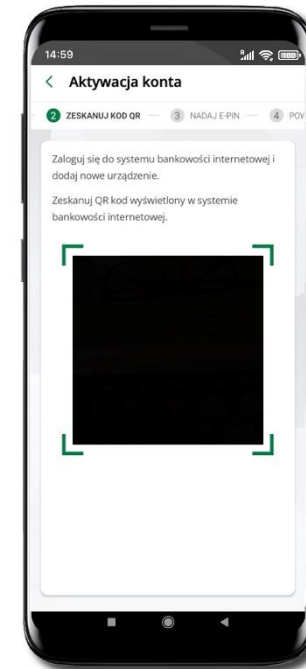 14:59
Aktywacja konta
2 ZESKANUJ KOD QR 3 NADAJ E-PIN 4 POW
Zaloguj się do systemu bankowości internetowej i
dodaj nowe urządzenie.
Zeskanuj QR kod wyświetlony w systemie
bankowości internetowej.